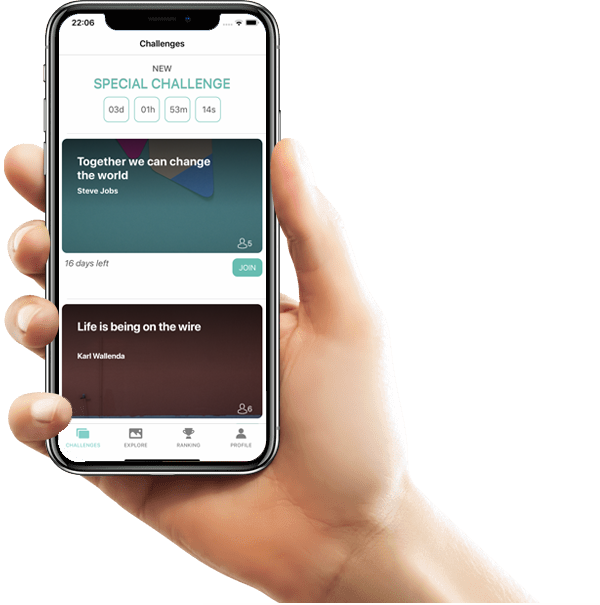 22:06
Challenges
NEW
SPECIAL CHALLENGE
03d 01h 53m 14s
Together we can change
the world
Steve Jobs
5
16 days left
JOIN
Life is being on the wire
Karl Wallenda
6
CHALLENGES EXPLORE RANKING PROFILE